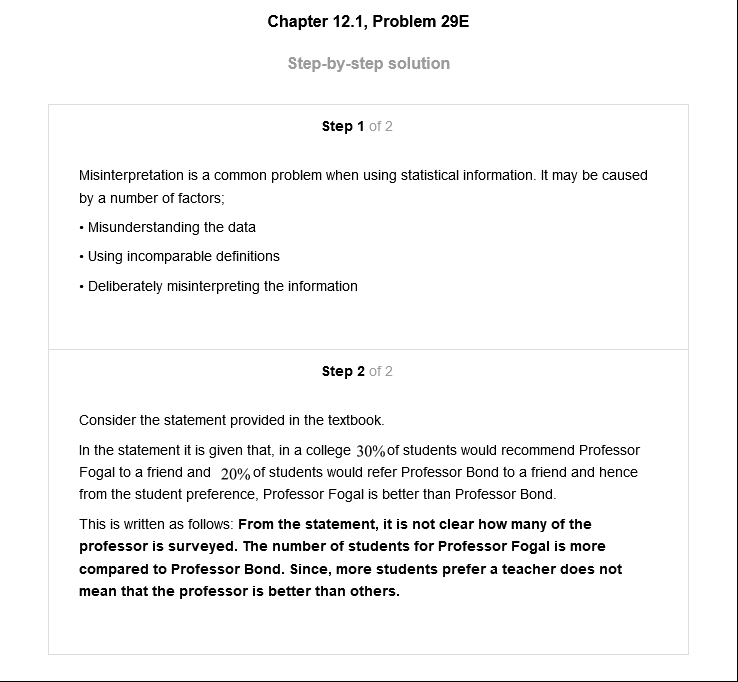 Chapter 12.1, Problem 29E
Step-by-step solution
Step 1 of 2
Misinterpretation is a common problem when using statistical information. It may be caused
by a number of factors;
• Misunderstanding the data
• Using incomparable definitions
• Deliberately misinterpreting the information
Step 2 of 2
Consider the statement provided in the textbook.
In the statement it is given that, in a college 30% of students would recommend Professor
Fogal to a friend and 20% of students would refer Professor Bond to a friend and hence
from the student preference, Professor Fogal is better than Professor Bond.
This is written as follows: From the statement, it is not clear how many of the
professor is surveyed. The number of students for Professor Fogal is more
compared to Professor Bond. Since, more students prefer a teacher does not
mean that the professor is better than others.